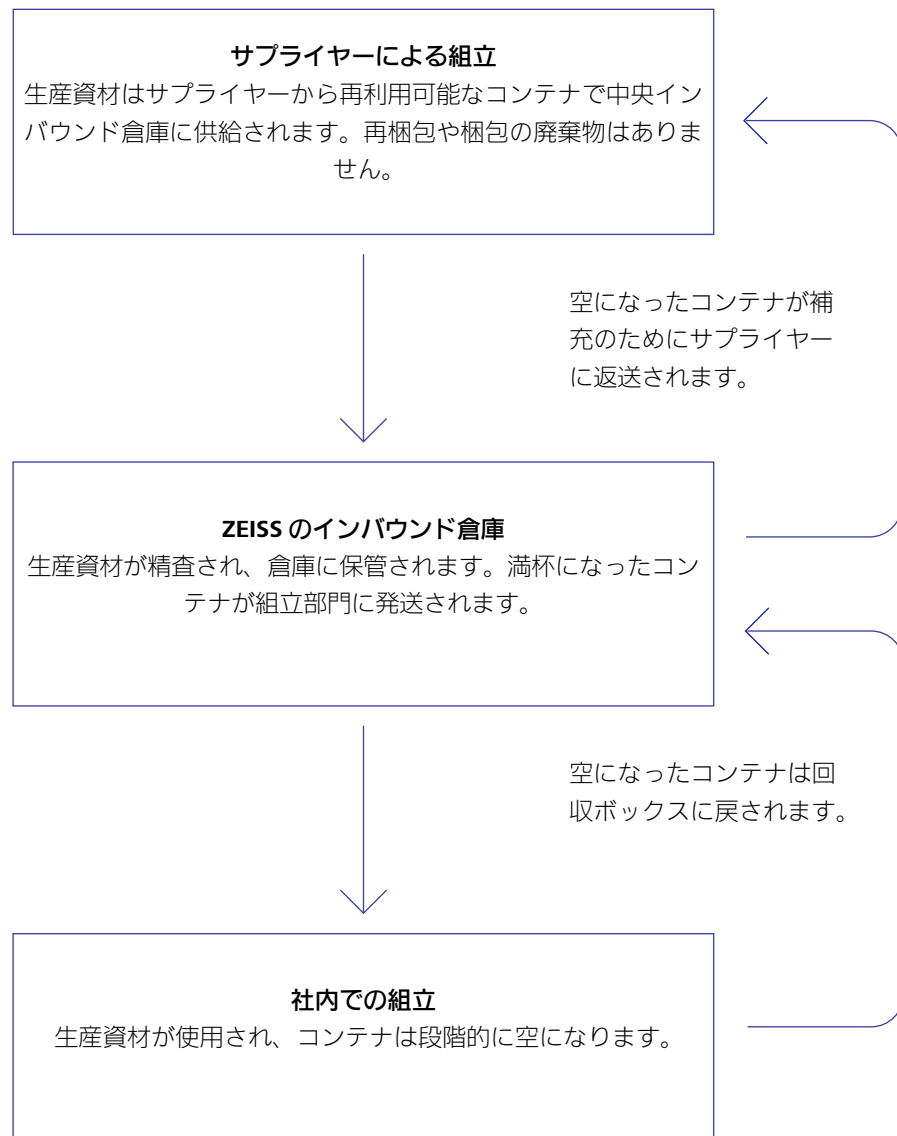 サプライヤーによる組立
生産資材はサプライヤーから再利用可能なコンテナで中央イン
バウンド倉庫に供給されます。再梱包や梱包の廃棄物はありま
せん。
空になったコンテナが補
充のためにサプライヤー
に返送されます。
ZEISS のインバウンド倉庫
生産資材が精査され、倉庫に保管されます。満杯になったコン
テナが組立部門に発送されます。
空になったコンテナは回
収ボックスに戻されます。
社内での組立
生産資材が使用され、コンテナは段階的に空になります。